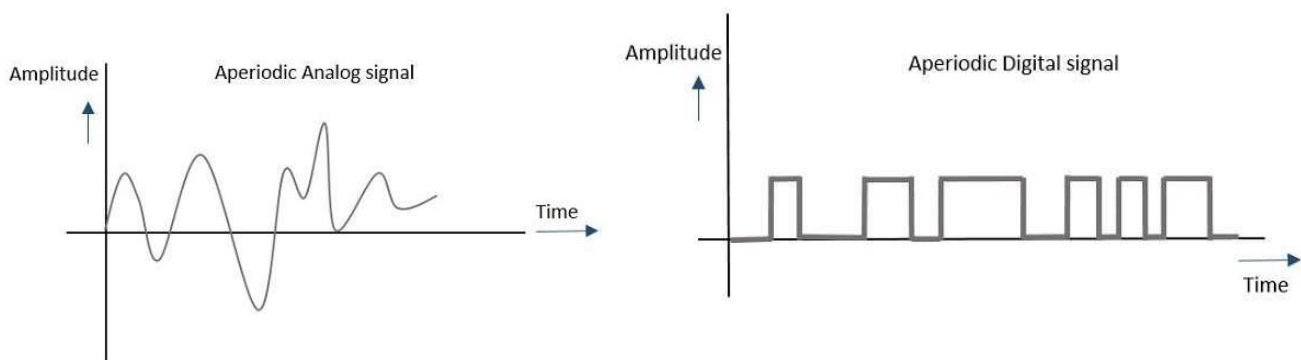 Amplitude
Aperiodic Analog signal
Time
Amplitude
Aperiodic Digital signal
Time